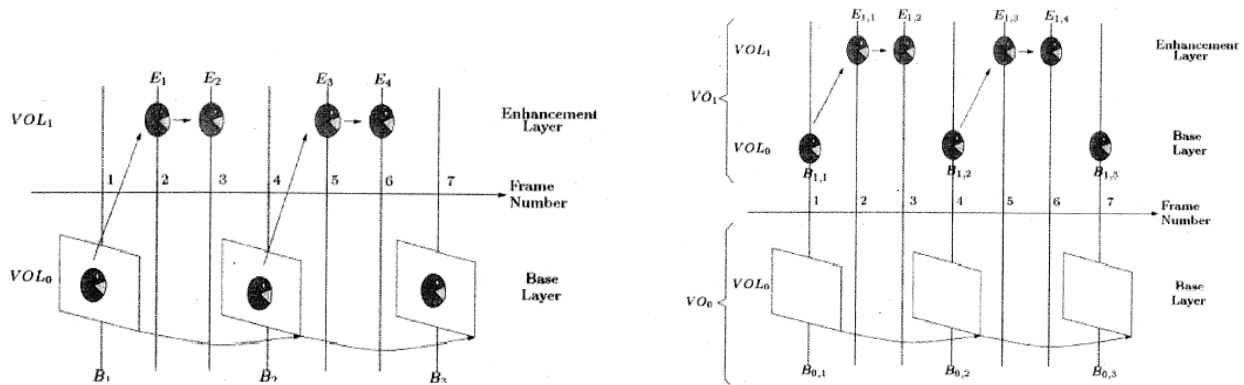 E₁ E₂ E₃ E₄
VOL₁
Enhancement
Layer
1 2 3 4 5 6 7
Frame
Number
VOL₀
Base
Layer
B₁ B₂ B₃
E₁,₁ E₁,₂ E₁,₃ E₁,₄
VOL₁
Enhancement
Layer
VO₁
VOL₀
Base
Layer
B₁,₁ B₁,₂ B₁,₃
1 2 3 4 5 6 7
Frame
Number
VOL₀
Base
Layer
VO₀
B₀,₁ B₀,₂ B₀,₃